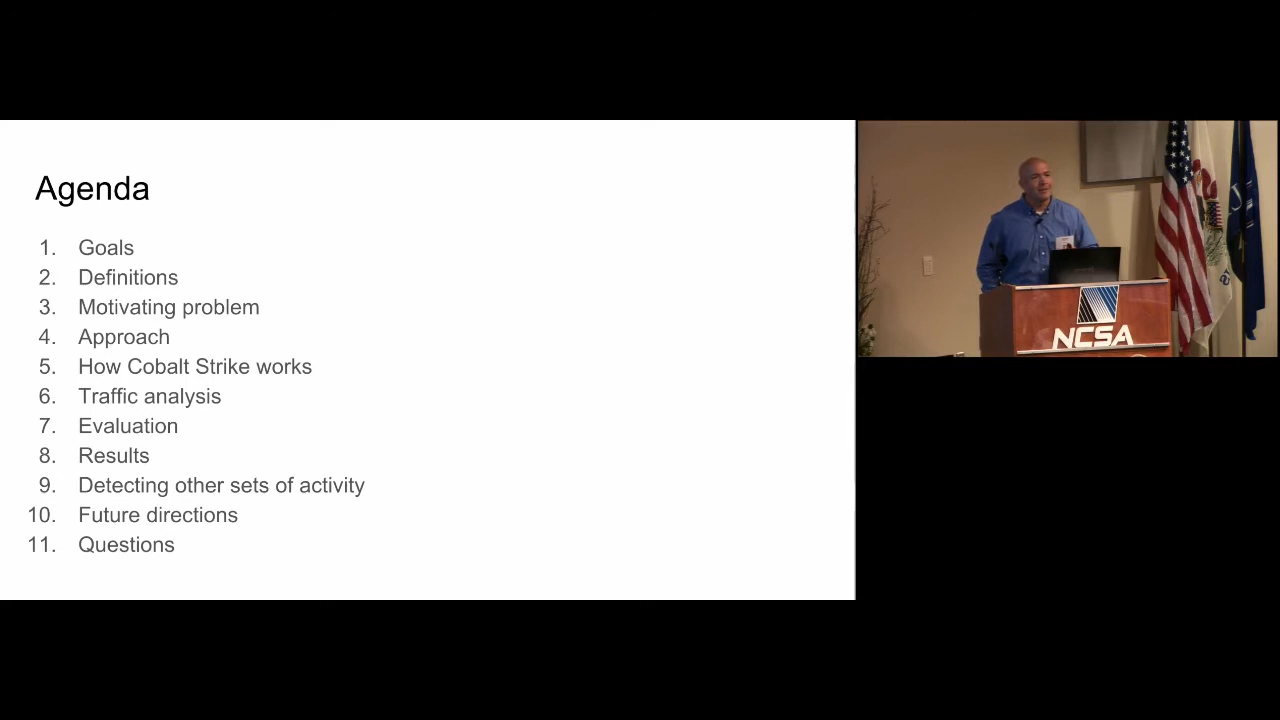 Agenda
1. Goals
2. Definitions
3. Motivating problem
4. Approach
5. How Cobalt Strike works
6. Traffic analysis
7. Evaluation
8. Results
9. Detecting other sets of activity
10. Future directions
11. Questions
NCSA